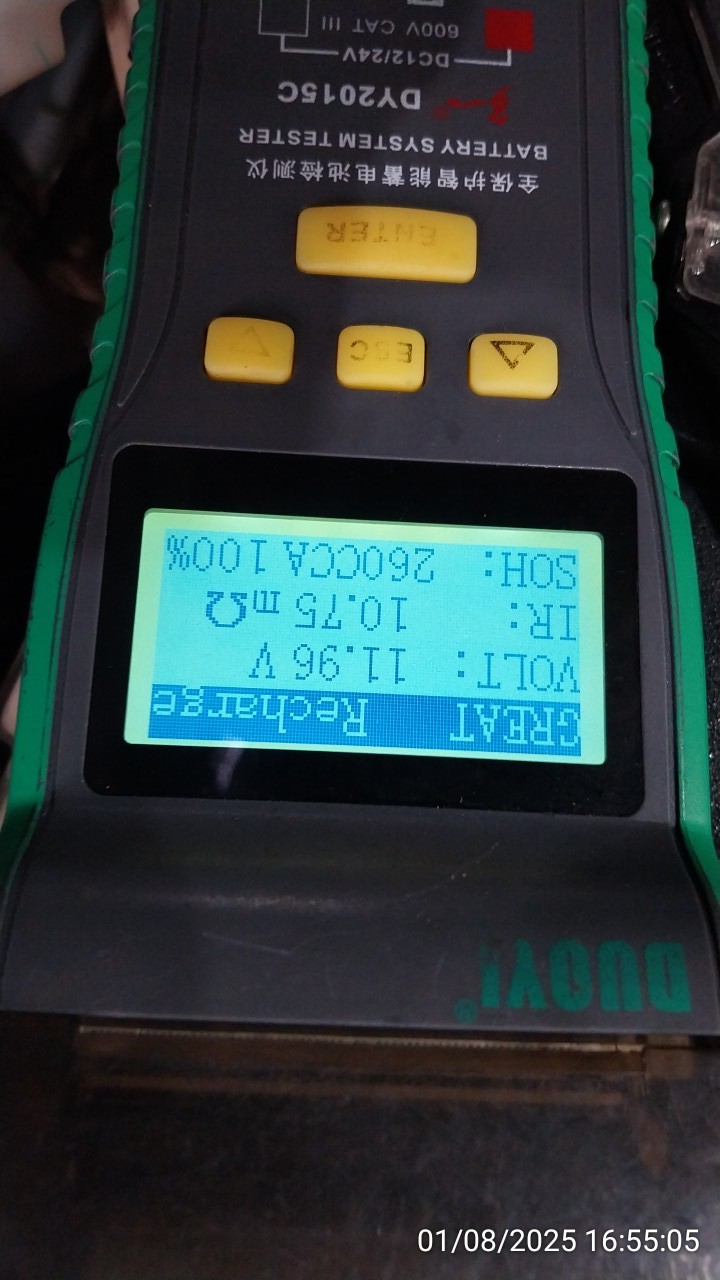 DUOYI®
GREAT Recharge
VOLT: 11.96 V
IR: 10.75 mΩ
SOH: 260CCA 100%
ESC
ENTER
全保护智能蓄电池检测仪
BATTERY SYSTEM TESTER
DY2015C
DC12/24V
600V CAT III
01/08/2025 16:55:05